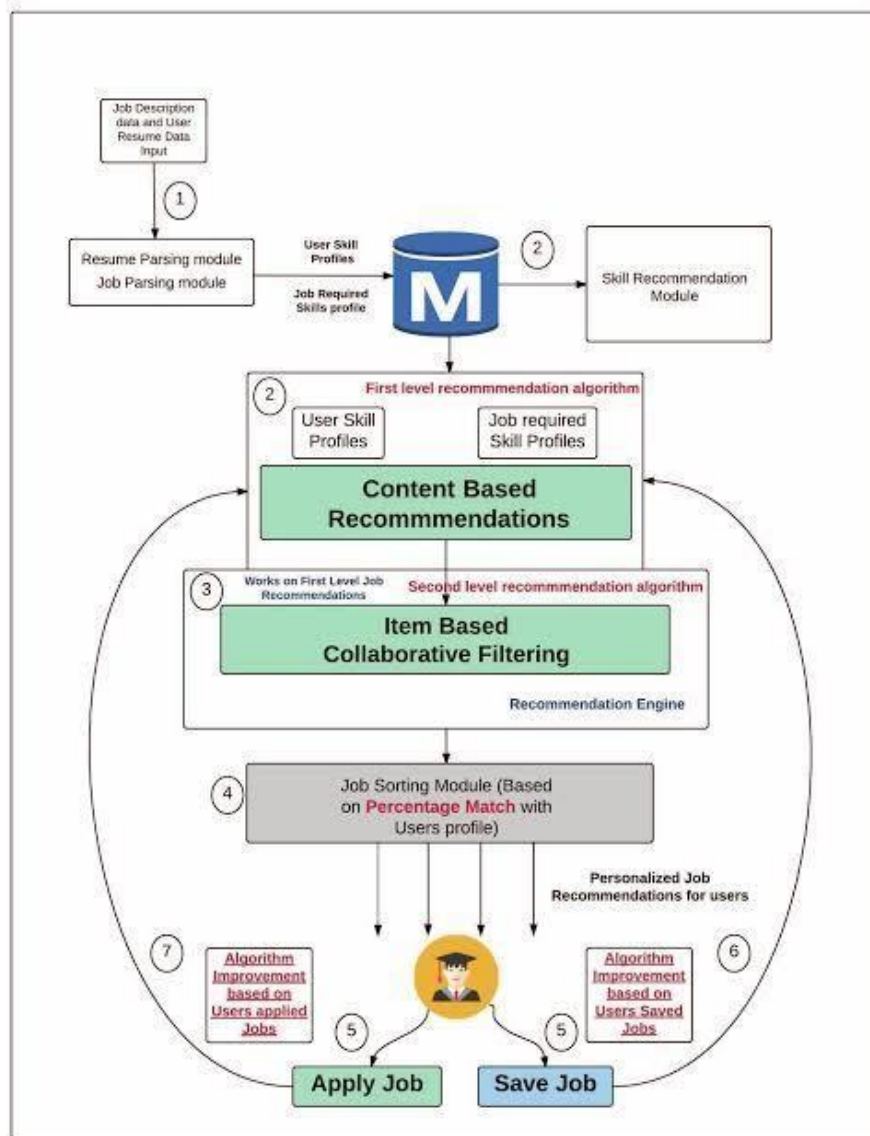 Job Description
data and User
Resume Data
Input
1
Resume Parsing module
Job Parsing module
User Skill
Profiles
Job Required
Skills profile
M
2
Skill Recommendation
Module
2
First level recommmendation algorithm
User Skill
Profiles
Job required
Skill Profiles
Content Based
Recommmendations
3
Works on First Level Job
Recommendations
Second level recommmendation algorithm
Item Based
Collaborative Filtering
Recommendation Engine
4
Job Sorting Module (Based
on Percentage Match with
Users profile)
Personalized Job
Recommendations for users
7
Algorithm
Improvement
based on
Users applied
Jobs
Algorithm
Improvement
based on
Users Saved
Jobs
6
5
5
Apply Job
Save Job